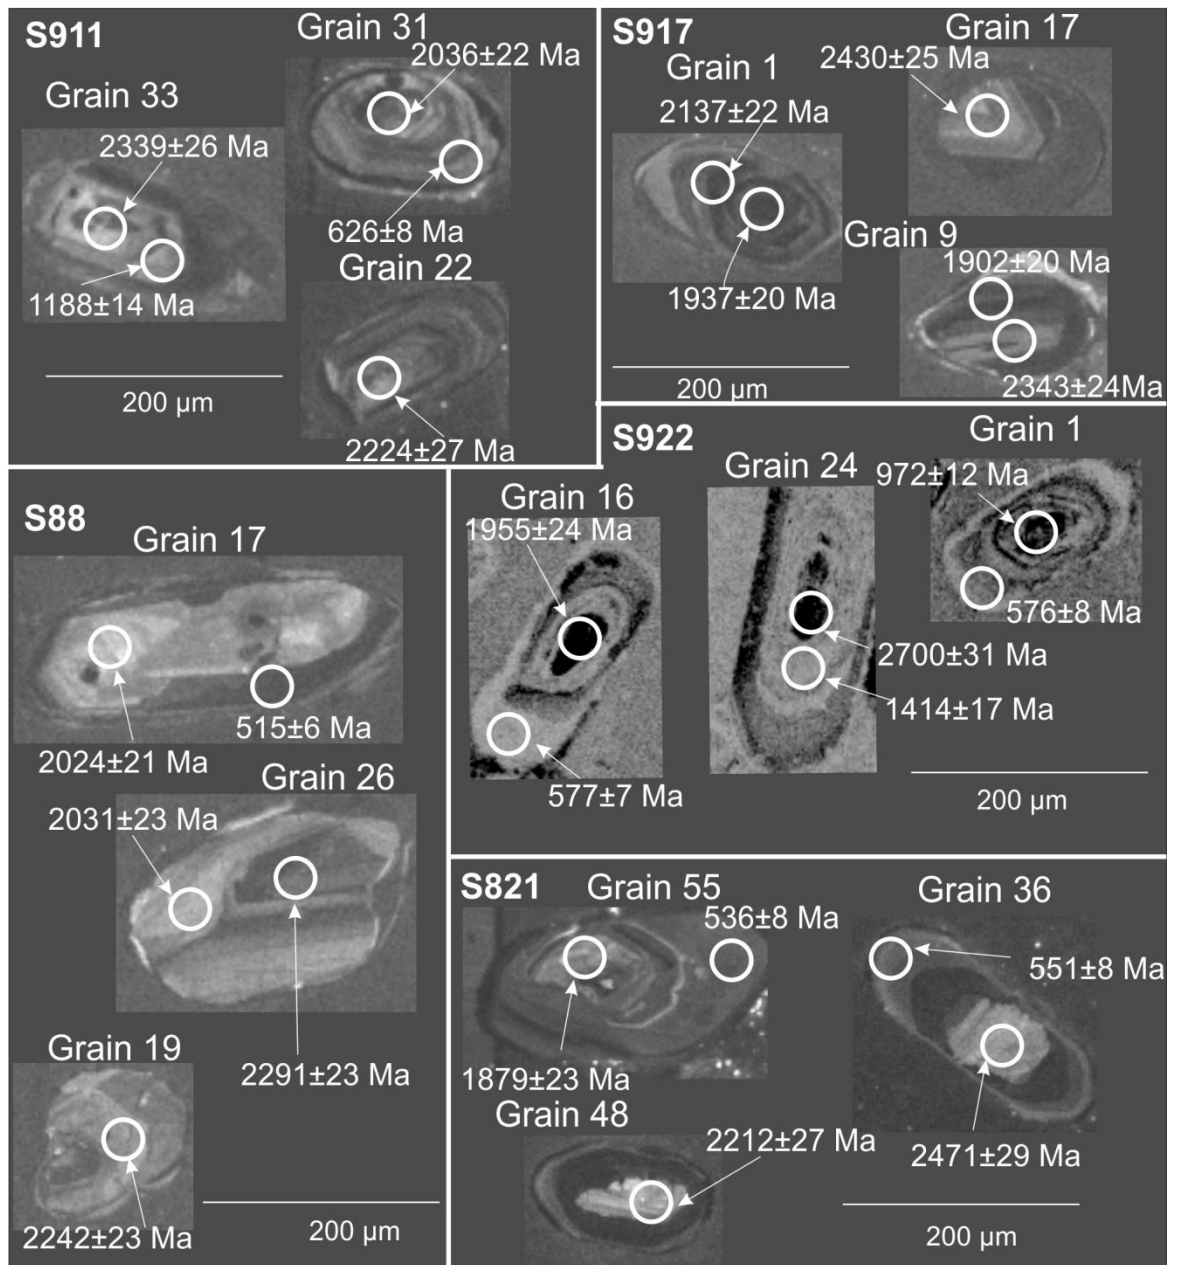 S911
Grain 31
2036±22 Ma
Grain 33
2339±26 Ma
626±8 Ma
Grain 22
1188±14 Ma
200 µm
2224±27 Ma
S917
Grain 17
2430±25 Ma
Grain 1
2137±22 Ma
Grain 9
1902±20 Ma
1937±20 Ma
200 µm
2343±24Ma
S922
Grain 1
Grain 24
972±12 Ma
Grain 16
1955±24 Ma
576±8 Ma
2700±31 Ma
1414±17 Ma
577±7 Ma
200 µm
S88
Grain 17
515±6 Ma
2024±21 Ma
Grain 26
2031±23 Ma
Grain 19
2291±23 Ma
200 µm
2242±23 Ma
S821
Grain 55
Grain 36
536±8 Ma
551±8 Ma
1879±23 Ma
Grain 48
2212±27 Ma
2471±29 Ma
200 µm